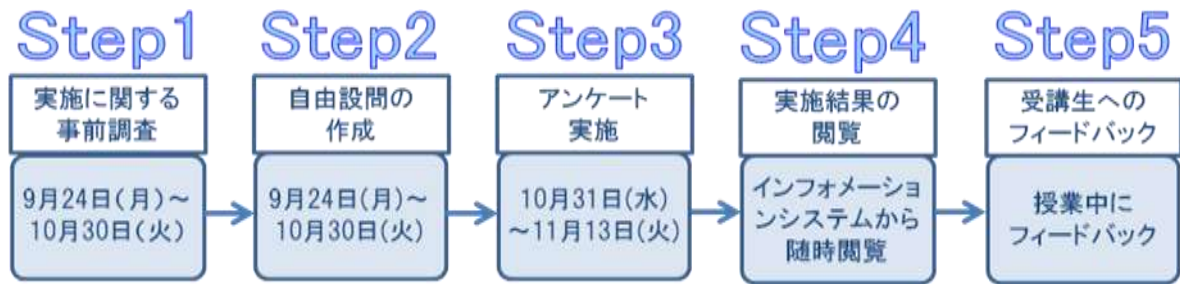 Step1
実施に関する
事前調査
9月24日(月)～
10月30日(火)
Step2
自由設問の
作成
9月24日(月)～
10月30日(火)
Step3
アンケート
実施
10月31日(水)
～11月13日(火)
Step4
実施結果の
閲覧
インフォメーショ
ンシステムから
随時閲覧
Step5
受講生への
フィードバック
授業中に
フィードバック